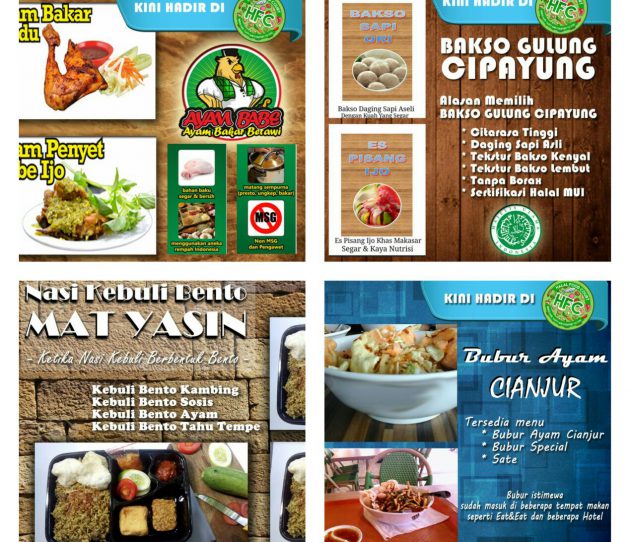 KINI HADIR DI
HFC
am Bakar
du
am Penyet
be Ijo
AYAM BABE
Ayam Bakar Betawi
bahan baku
segar & bersih
matang sempurna
(presto, ungkep, bakar)
menggunakan aneka
rempah Indonesia
MSG
Non MSG
dan Pengawet
KINI HADIR DI
HFC
BAKSO
SAPI
ORI
Bakso Daging Sapi Aseli
Dengan Kuah Yang Segar
ES
PISANG
IJO
Es Pisang Ijo Khas Makasar
Segar & Kaya Nutrisi
BAKSO GULUNG
CIPAYUNG
Alasan Memilih
BAKSO GULUNG CIPAYUNG
* Citarasa Tinggi
* Daging Sapi Asli
* Tekstur Bakso Kenyal
* Tekstur Bakso Lembut
* Tanpa Borax
* Sertifikasi Halal MUI
Nasi Kebuli Bento
MAT YASIN
~ Ketika Nasi Kebuli Berbentuk Bento ~
Kebuli Bento Kambing
Kebuli Bento Sosis
Kebuli Bento Ayam
Kebuli Bento Tahu Tempe
KINI HADIR DI
HFC
Bubur Ayam
CIANJUR
Tersedia menu
* Bubur Ayam Cianjur
* Bubur Special
* Sate
Bubur istimewa
sudah masuk di beberapa tempat makan
seperti Eat&Eat dan beberapa Hotel